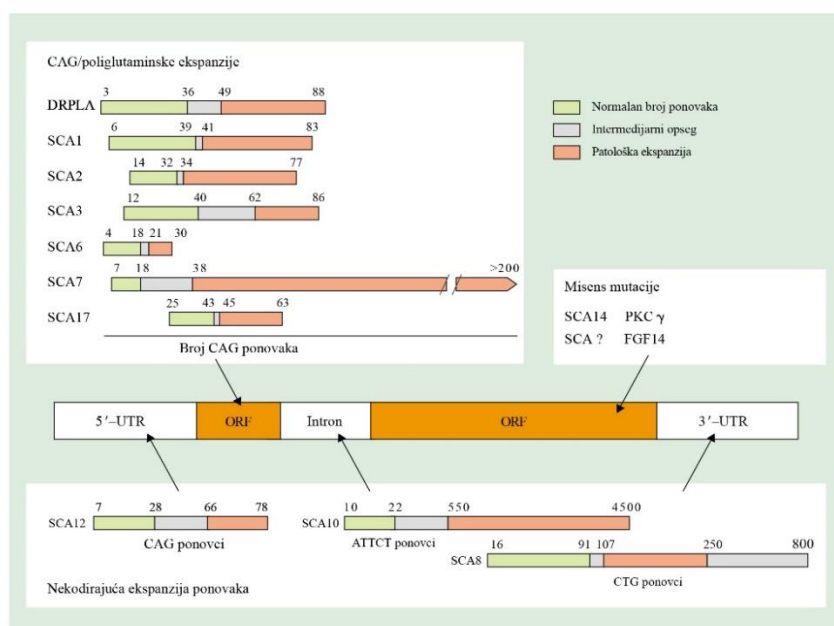 CAG/poliglutaminske ekspanzije
3 36 49 88
DRPLA
6 39 41 83
SCA1
14 32 34 77
SCA2
12 40 62 86
SCA3
4 18 21 30
SCA6
7 18 38 >200
SCA7
25 43 45 63
SCA17
Broj CAG ponovaka
Normalan broj ponovaka
Intermedijarni opseg
Patološka ekspanzija
Misens mutacije
SCA14 PKC γ
SCA ? FGF14
5′–UTR ORF Intron ORF 3′–UTR
7 28 66 78
SCA12
CAG ponovci
10 22 550 4500
SCA10
ATTCT ponovci
16 91 107 250 800
SCA8
CTG ponovci
Nekodirajuća ekspanzija ponovaka